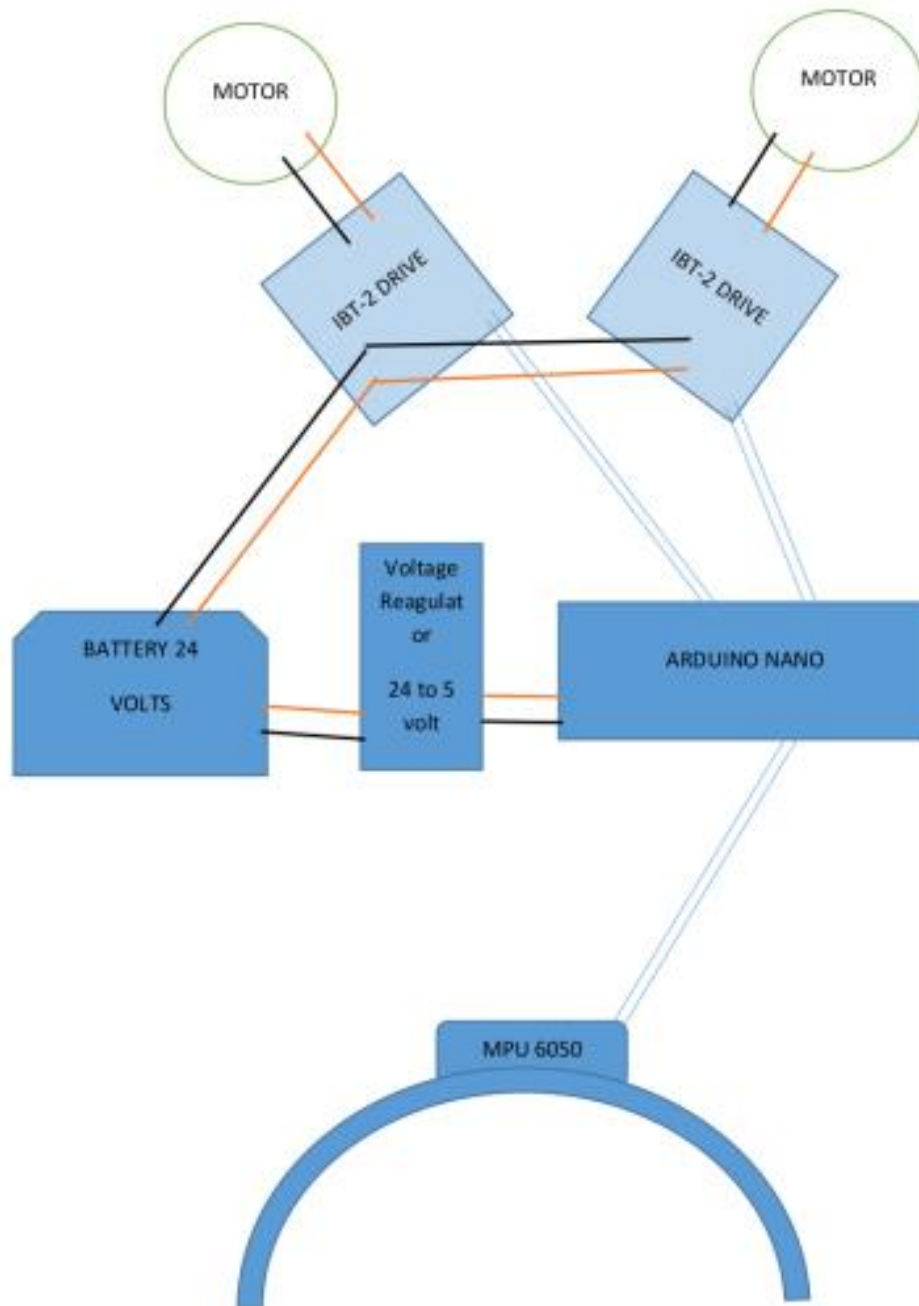 MOTOR
MOTOR
IBT-2 DRIVE
IBT-2 DRIVE
Voltage
Reagulat
or
24 to 5
volt
BATTERY 24
VOLTS
ARDUINO NANO
MPU 6050